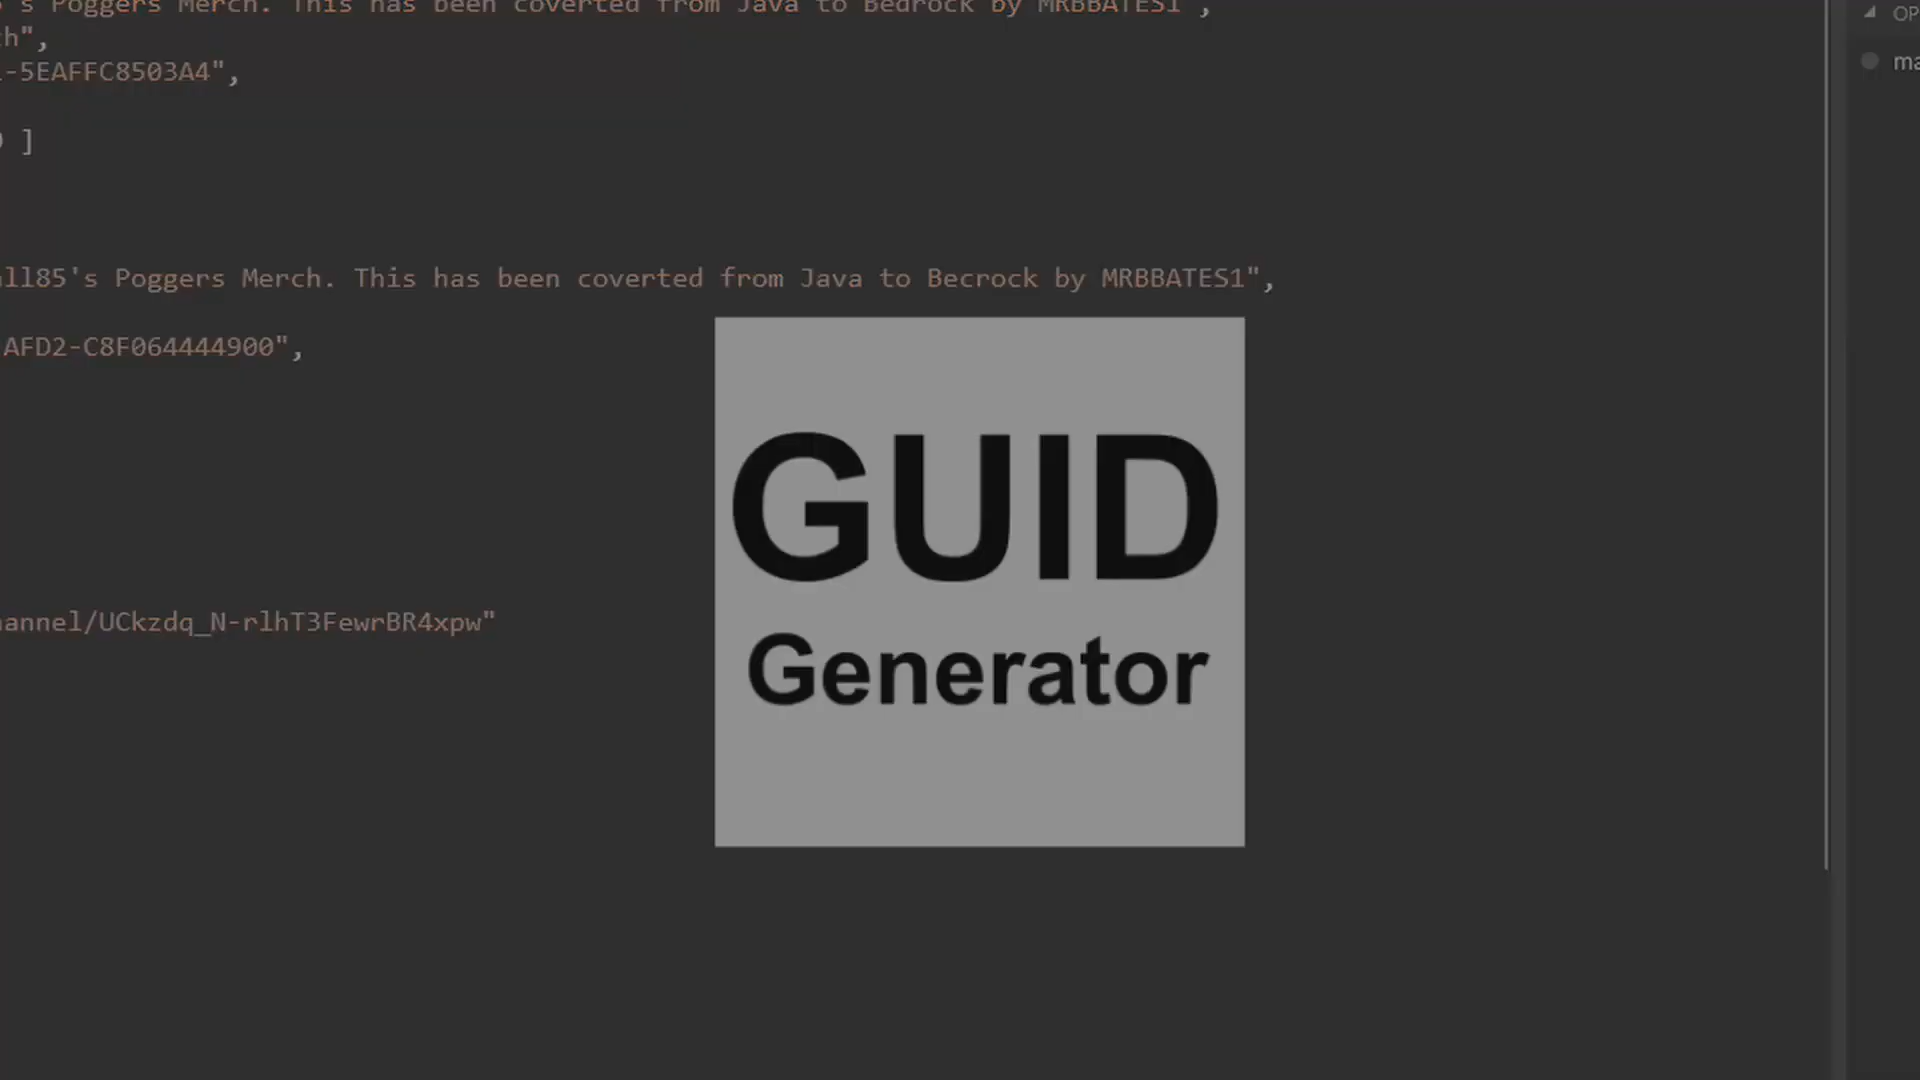 's Poggers Merch. This has been coverted from Java to Bedrock by MRBBATES1",
h",
-5EAFFC8503A4",
]
ll85's Poggers Merch. This has been coverted from Java to Becrock by MRBBATES1",
AFD2-C8F064444900",
GUID
Generator
annel/UCkzdq_N-rlhT3FewrBR4xpw"
OP
ma